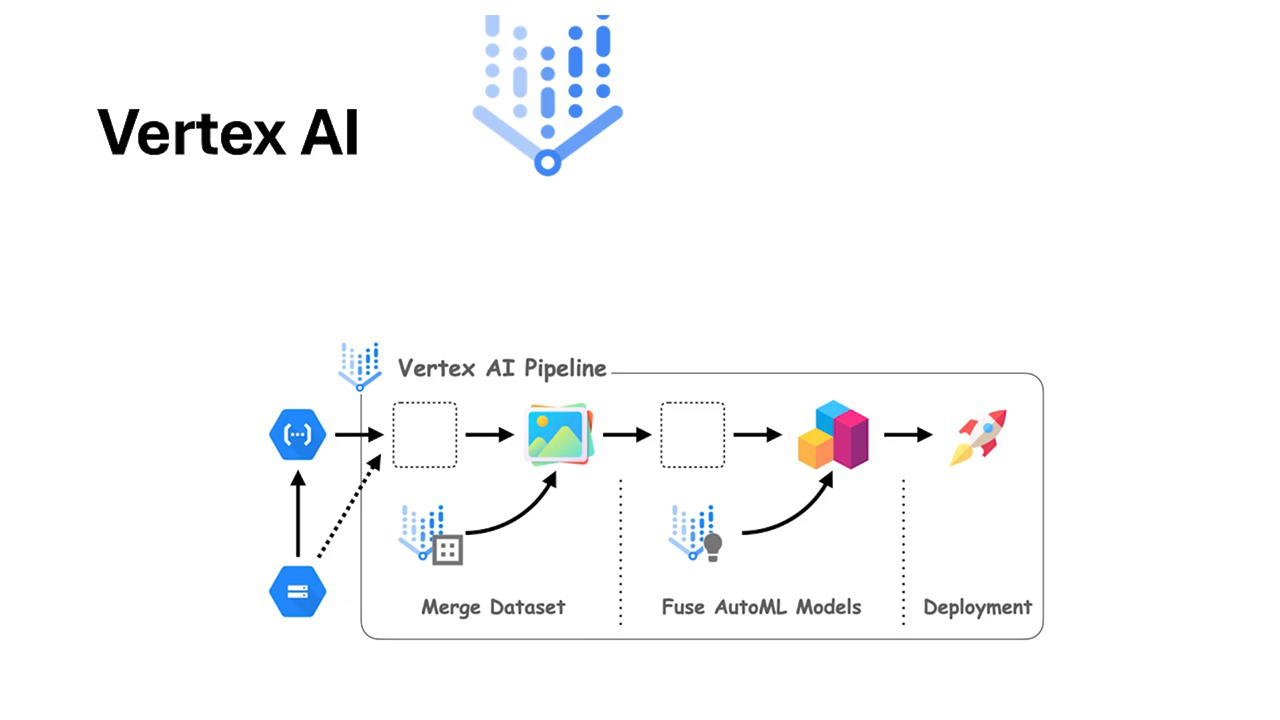 Vertex AI
Vertex AI Pipeline
Merge Dataset
Fuse AutoML Models
Deployment